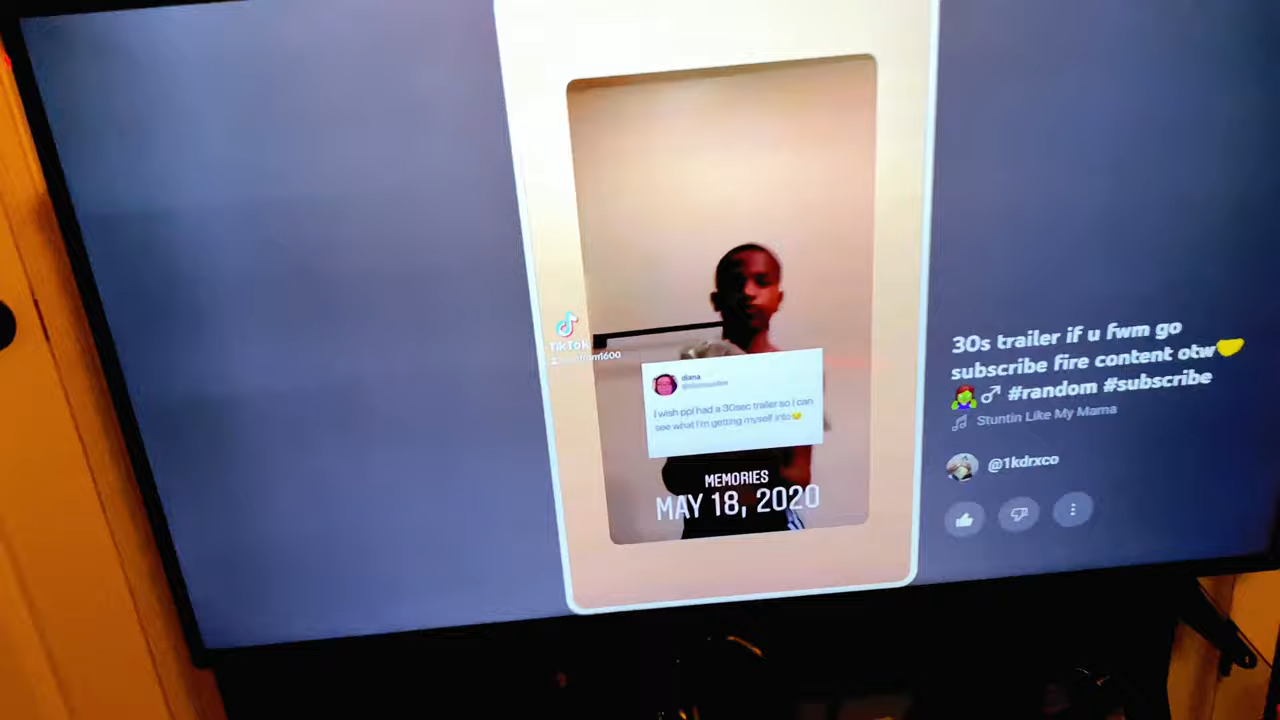 TikTok
diana
I wish ppl had a 30sec trailer so i can
see what I'm getting myself into😏
MEMORIES
MAY 18, 2020
30s trailer if u fwm go
subscribe fire content otw💛
🧟‍♀️♂ #random #subscribe
Stuntin Like My Mama
@1kdrxco